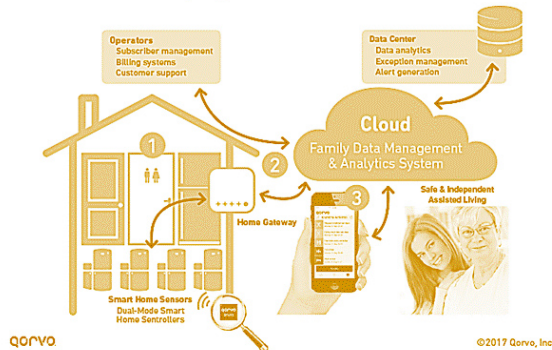 Operators
Subscriber management
Billing systems
Customer support
Data Center
Data analytics
Exception management
Alert generation
Cloud
Family Data Management
& Analytics System
1
2
3
Home Gateway
Safe & Independent
Assisted Living
qorvo
Smart Home Sensors
Dual-Mode Smart
Home Sentrollers
qorvo
QORVO
©2017 Qorvo, Inc